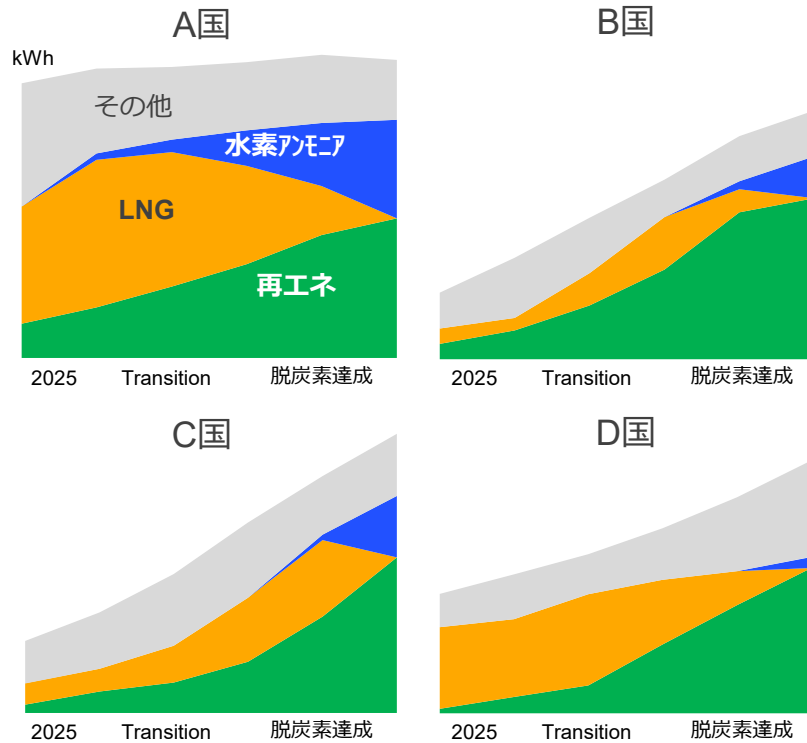 A国
kWh
その他
水素アンモニア
LNG
再エネ
2025 Transition 脱炭素達成
B国
2025 Transition 脱炭素達成
C国
2025 Transition 脱炭素達成
D国
2025 Transition 脱炭素達成